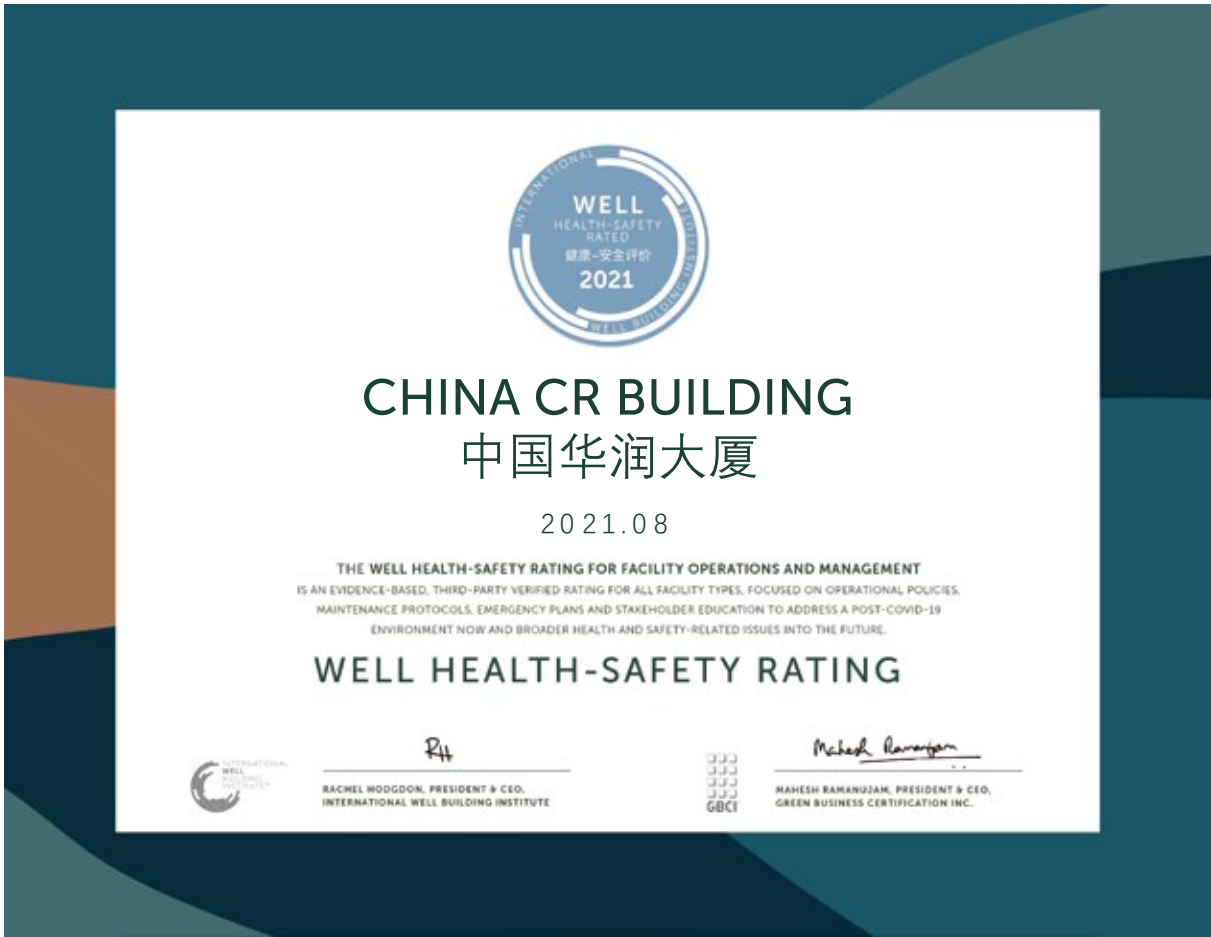 INTERNATIONAL
WELL BUILDING INSTITUTE
WELL
HEALTH-SAFETY
RATED
健康–安全评价
2021
CHINA CR BUILDING
中国华润大厦
2021.08
THE WELL HEALTH-SAFETY RATING FOR FACILITY OPERATIONS AND MANAGEMENT
IS AN EVIDENCE-BASED, THIRD-PARTY VERIFIED RATING FOR ALL FACILITY TYPES, FOCUSED ON OPERATIONAL POLICIES,
MAINTENANCE PROTOCOLS, EMERGENCY PLANS AND STAKEHOLDER EDUCATION TO ADDRESS A POST-COVID-19
ENVIRONMENT NOW AND BROADER HEALTH AND SAFETY-RELATED ISSUES INTO THE FUTURE.
WELL HEALTH-SAFETY RATING
INTERNATIONAL
WELL
BUILDING
INSTITUTE™
RH
RACHEL HODGDON, PRESIDENT & CEO,
INTERNATIONAL WELL BUILDING INSTITUTE
GBCI
Mahesh Ramanujam
MAHESH RAMANUJAM, PRESIDENT & CEO,
GREEN BUSINESS CERTIFICATION INC.